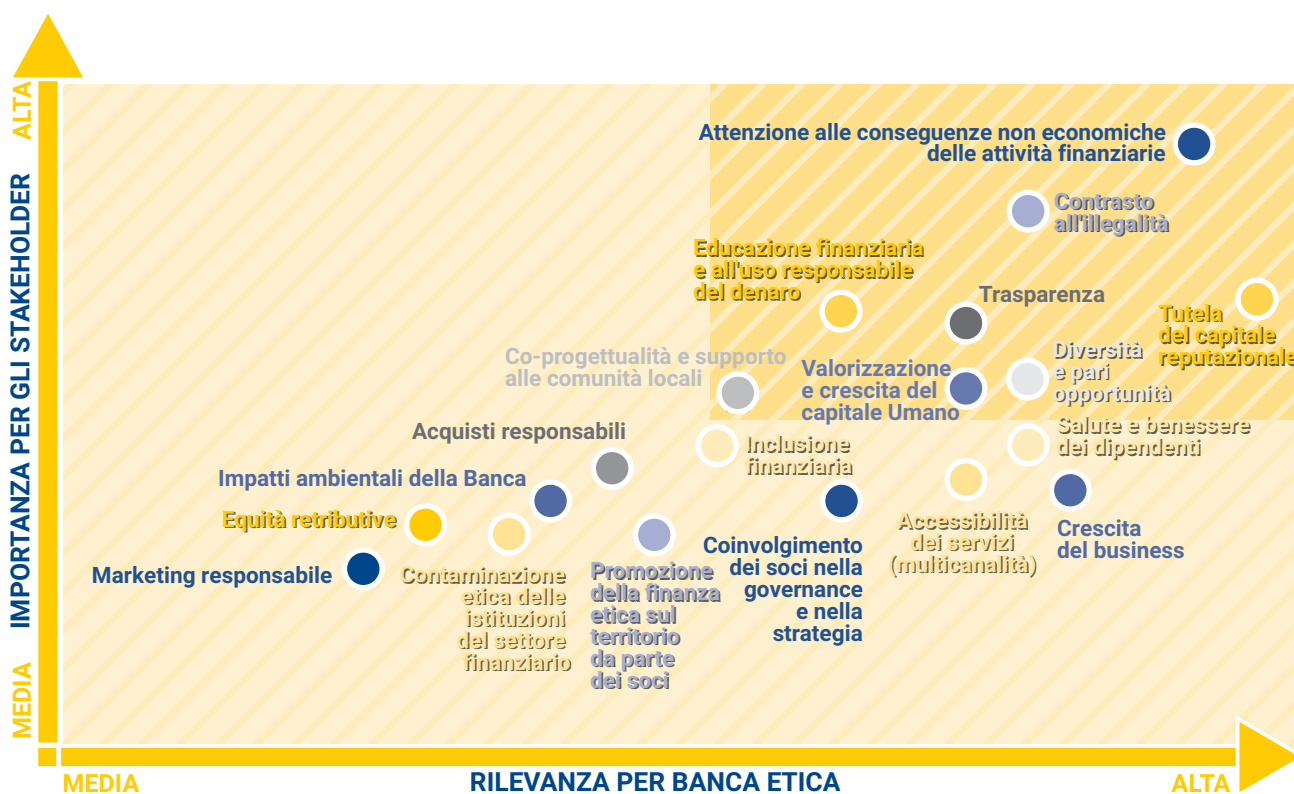 ALTA
IMPORTANZA PER GLI STAKEHOLDER
MEDIA
Attenzione alle conseguenze non economiche
delle attività finanziarie
Contrasto
all'illegalità
Educazione finanziaria
e all'uso responsabile
del denaro
Trasparenza
Tutela
del capitale
reputazionale
Co-progettualità e supporto
alle comunità locali
Valorizzazione
e crescita del
capitale Umano
Diversità
e pari
opportunità
Acquisti responsabili
Inclusione
finanziaria
Salute e benessere
dei dipendenti
Impatti ambientali della Banca
Equità retributive
Accessibilità
dei servizi
(multicanalità)
Crescita
del business
Marketing responsabile
Contaminazione
etica delle
istituzioni
del settore
finanziario
Promozione
della finanza
etica sul
territorio
da parte
dei soci
Coinvolgimento
dei soci nella
governance
e nella
strategia
MEDIA
RILEVANZA PER BANCA ETICA
ALTA